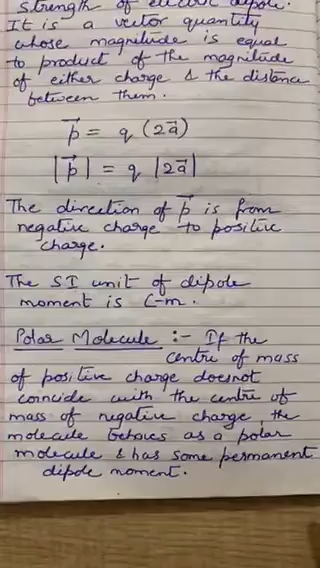 strength of electric dipole.
It is a vector quantity
whose magnitude is equal
to product of the magnitude
of either charge & the distance
between them.
p⃗ = q (2a⃗)
|p⃗| = q |2a⃗|
The direction of p⃗ is from
negative charge to positive
charge.
The SI unit of dipole
moment is C-m.
Polar Molecule :- If the
centre of mass
of positive charge doesnot
coincide with the centre of
mass of negative charge, the
molecule behaves as a polar
molecule & has some permanent
dipole moment.